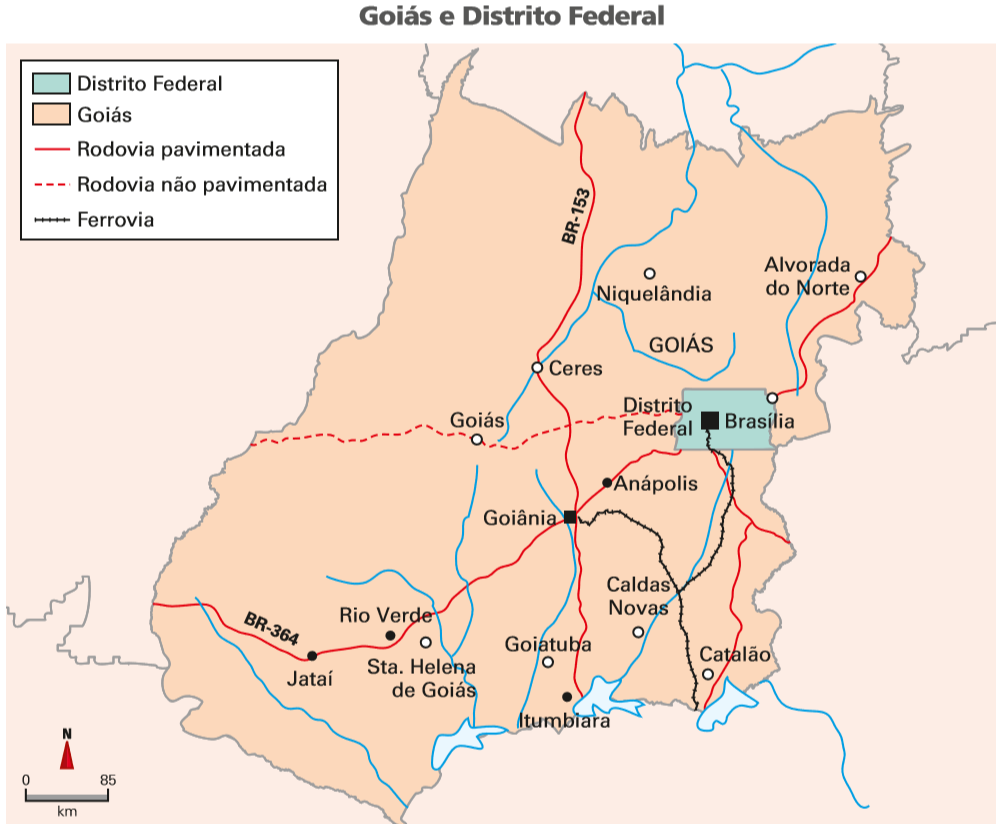 Goiás e Distrito Federal
Distrito Federal
Goiás
Rodovia pavimentada
Rodovia não pavimentada
Ferrovia
BR-153
Alvorada
do Norte
Niquelândia
GOIÁS
Ceres
Distrito
Federal
Brasília
Goiás
Anápolis
Goiânia
Caldas
Novas
Rio Verde
BR-364
Goiatuba
Catalão
Sta. Helena
de Goiás
Jataí
Itumbiara
N
0 85
km